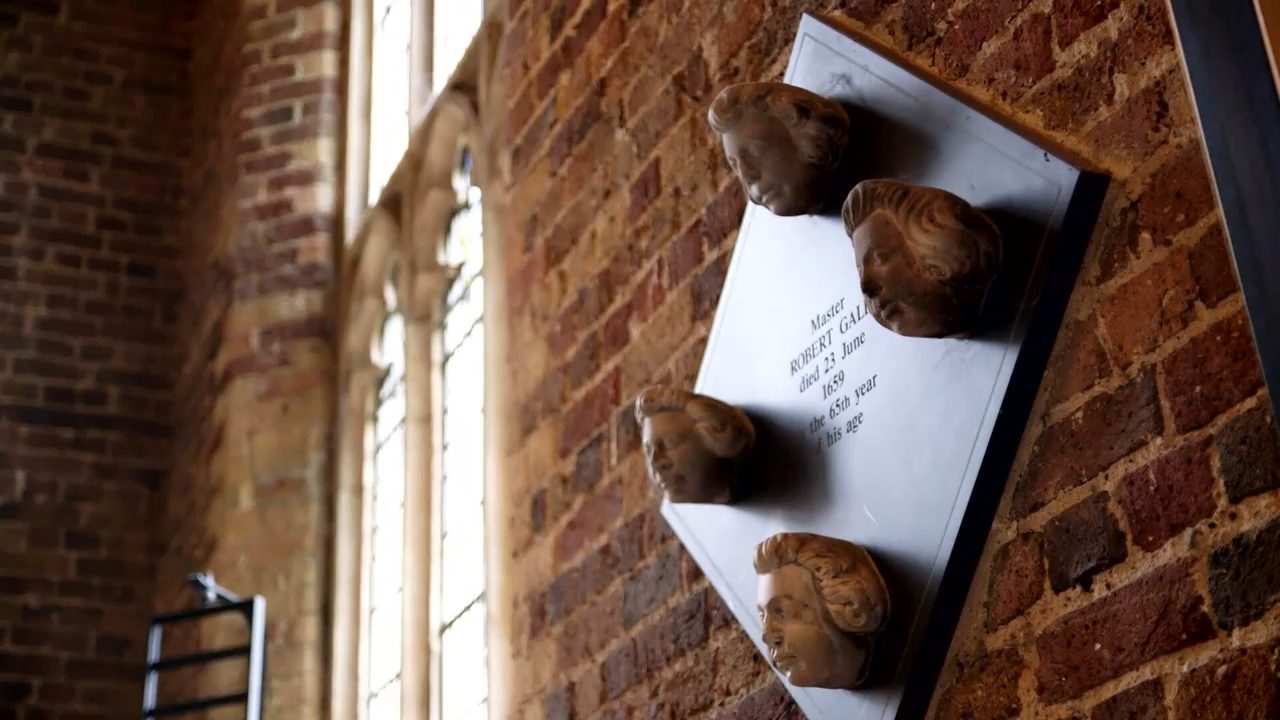 Master
ROBERT GAL
died 23 June
1659
the 65th year
his age